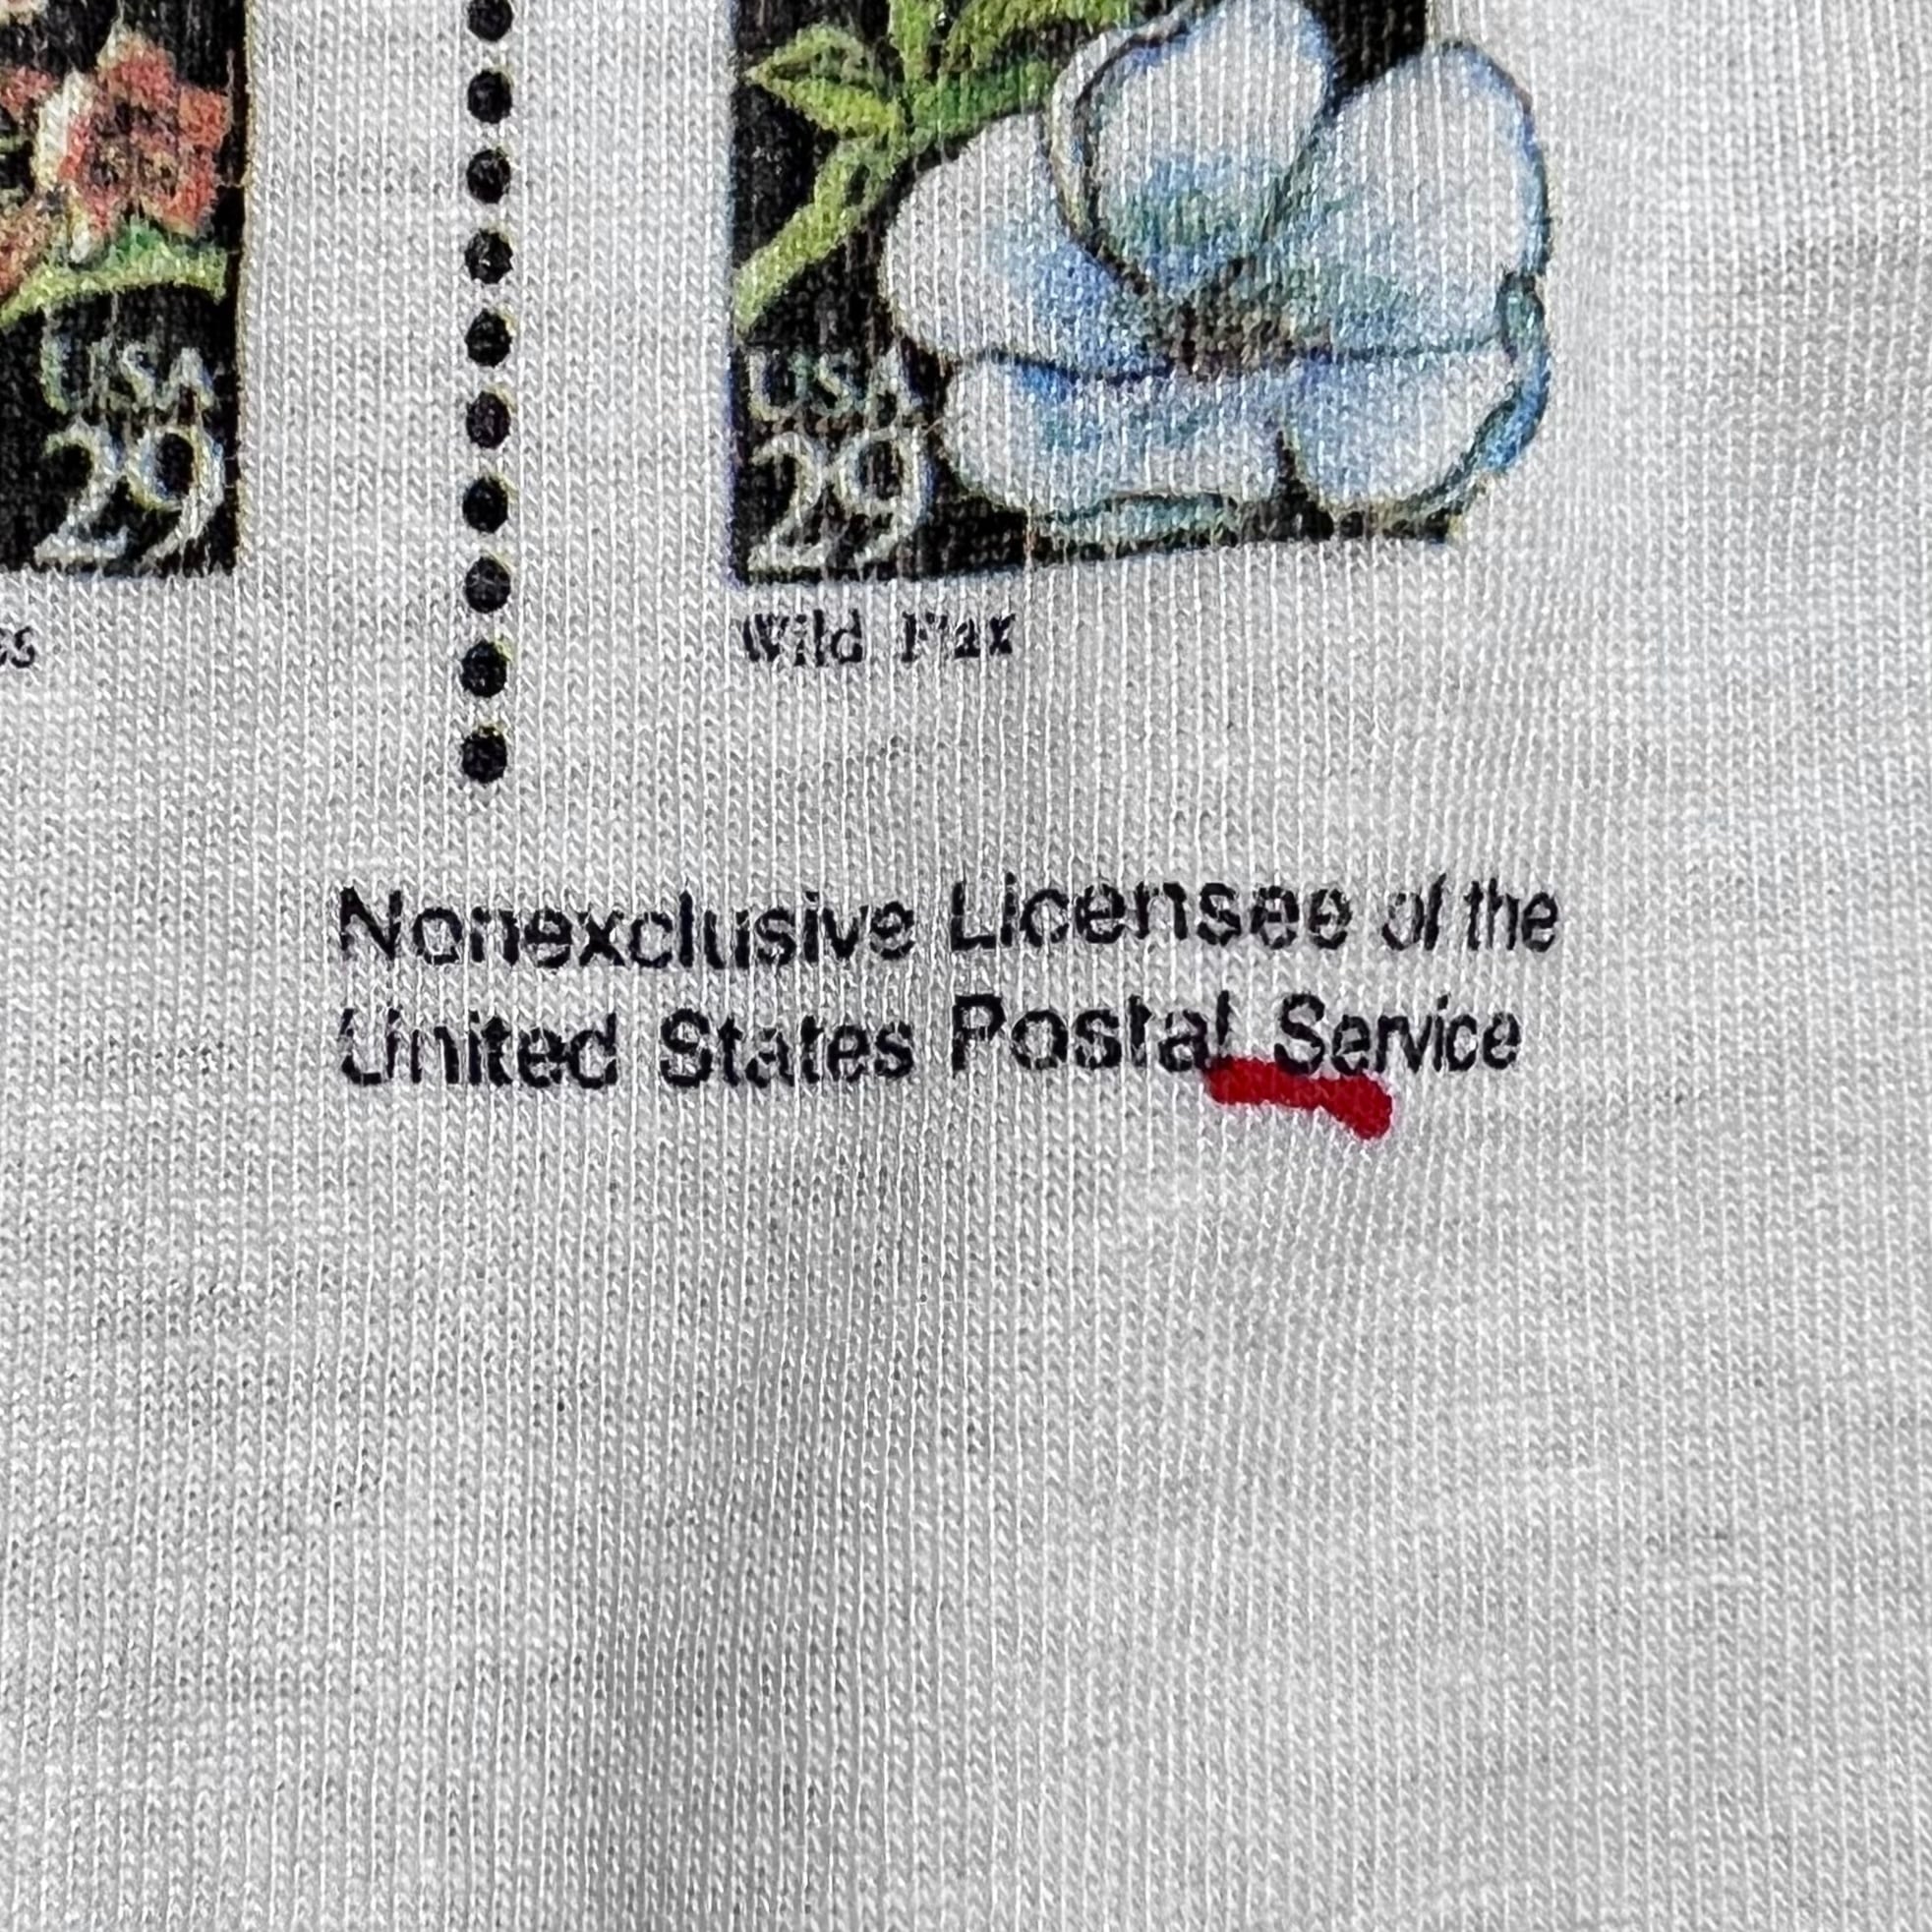 USA
29
USA
29
Wild Flax
Nonexclusive Licensee of the
United States Postal Service